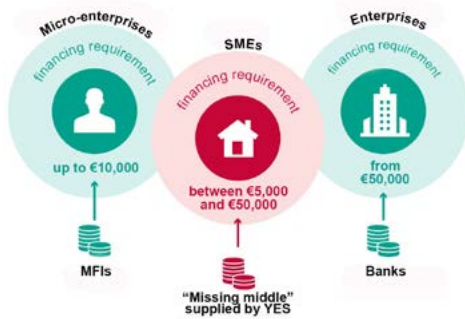 Micro-enterprises
financing requirement
up to €10,000
MFIs
SMEs
financing requirement
between €5,000
and €50,000
"Missing middle"
supplied by YES
Enterprises
financing requirement
from
€50,000
Banks